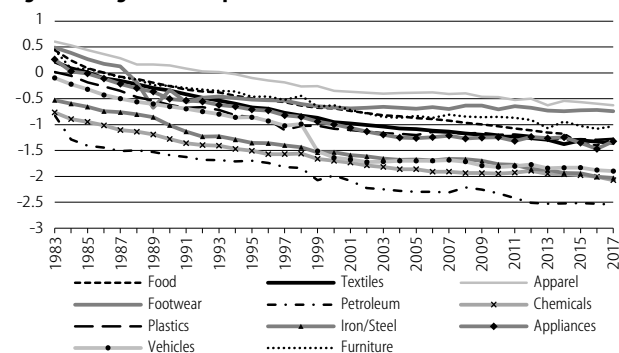 1
0.5
0
-0.5
-1
-1.5
-2
-2.5
-3
1983 1985 1987 1989 1991 1993 1995 1997 1999 2001 2003 2005 2007 2009 2011 2013 2015 2017
Food Textiles Apparel
Footwear Petroleum Chemicals
Plastics Iron/Steel Appliances
Vehicles Furniture